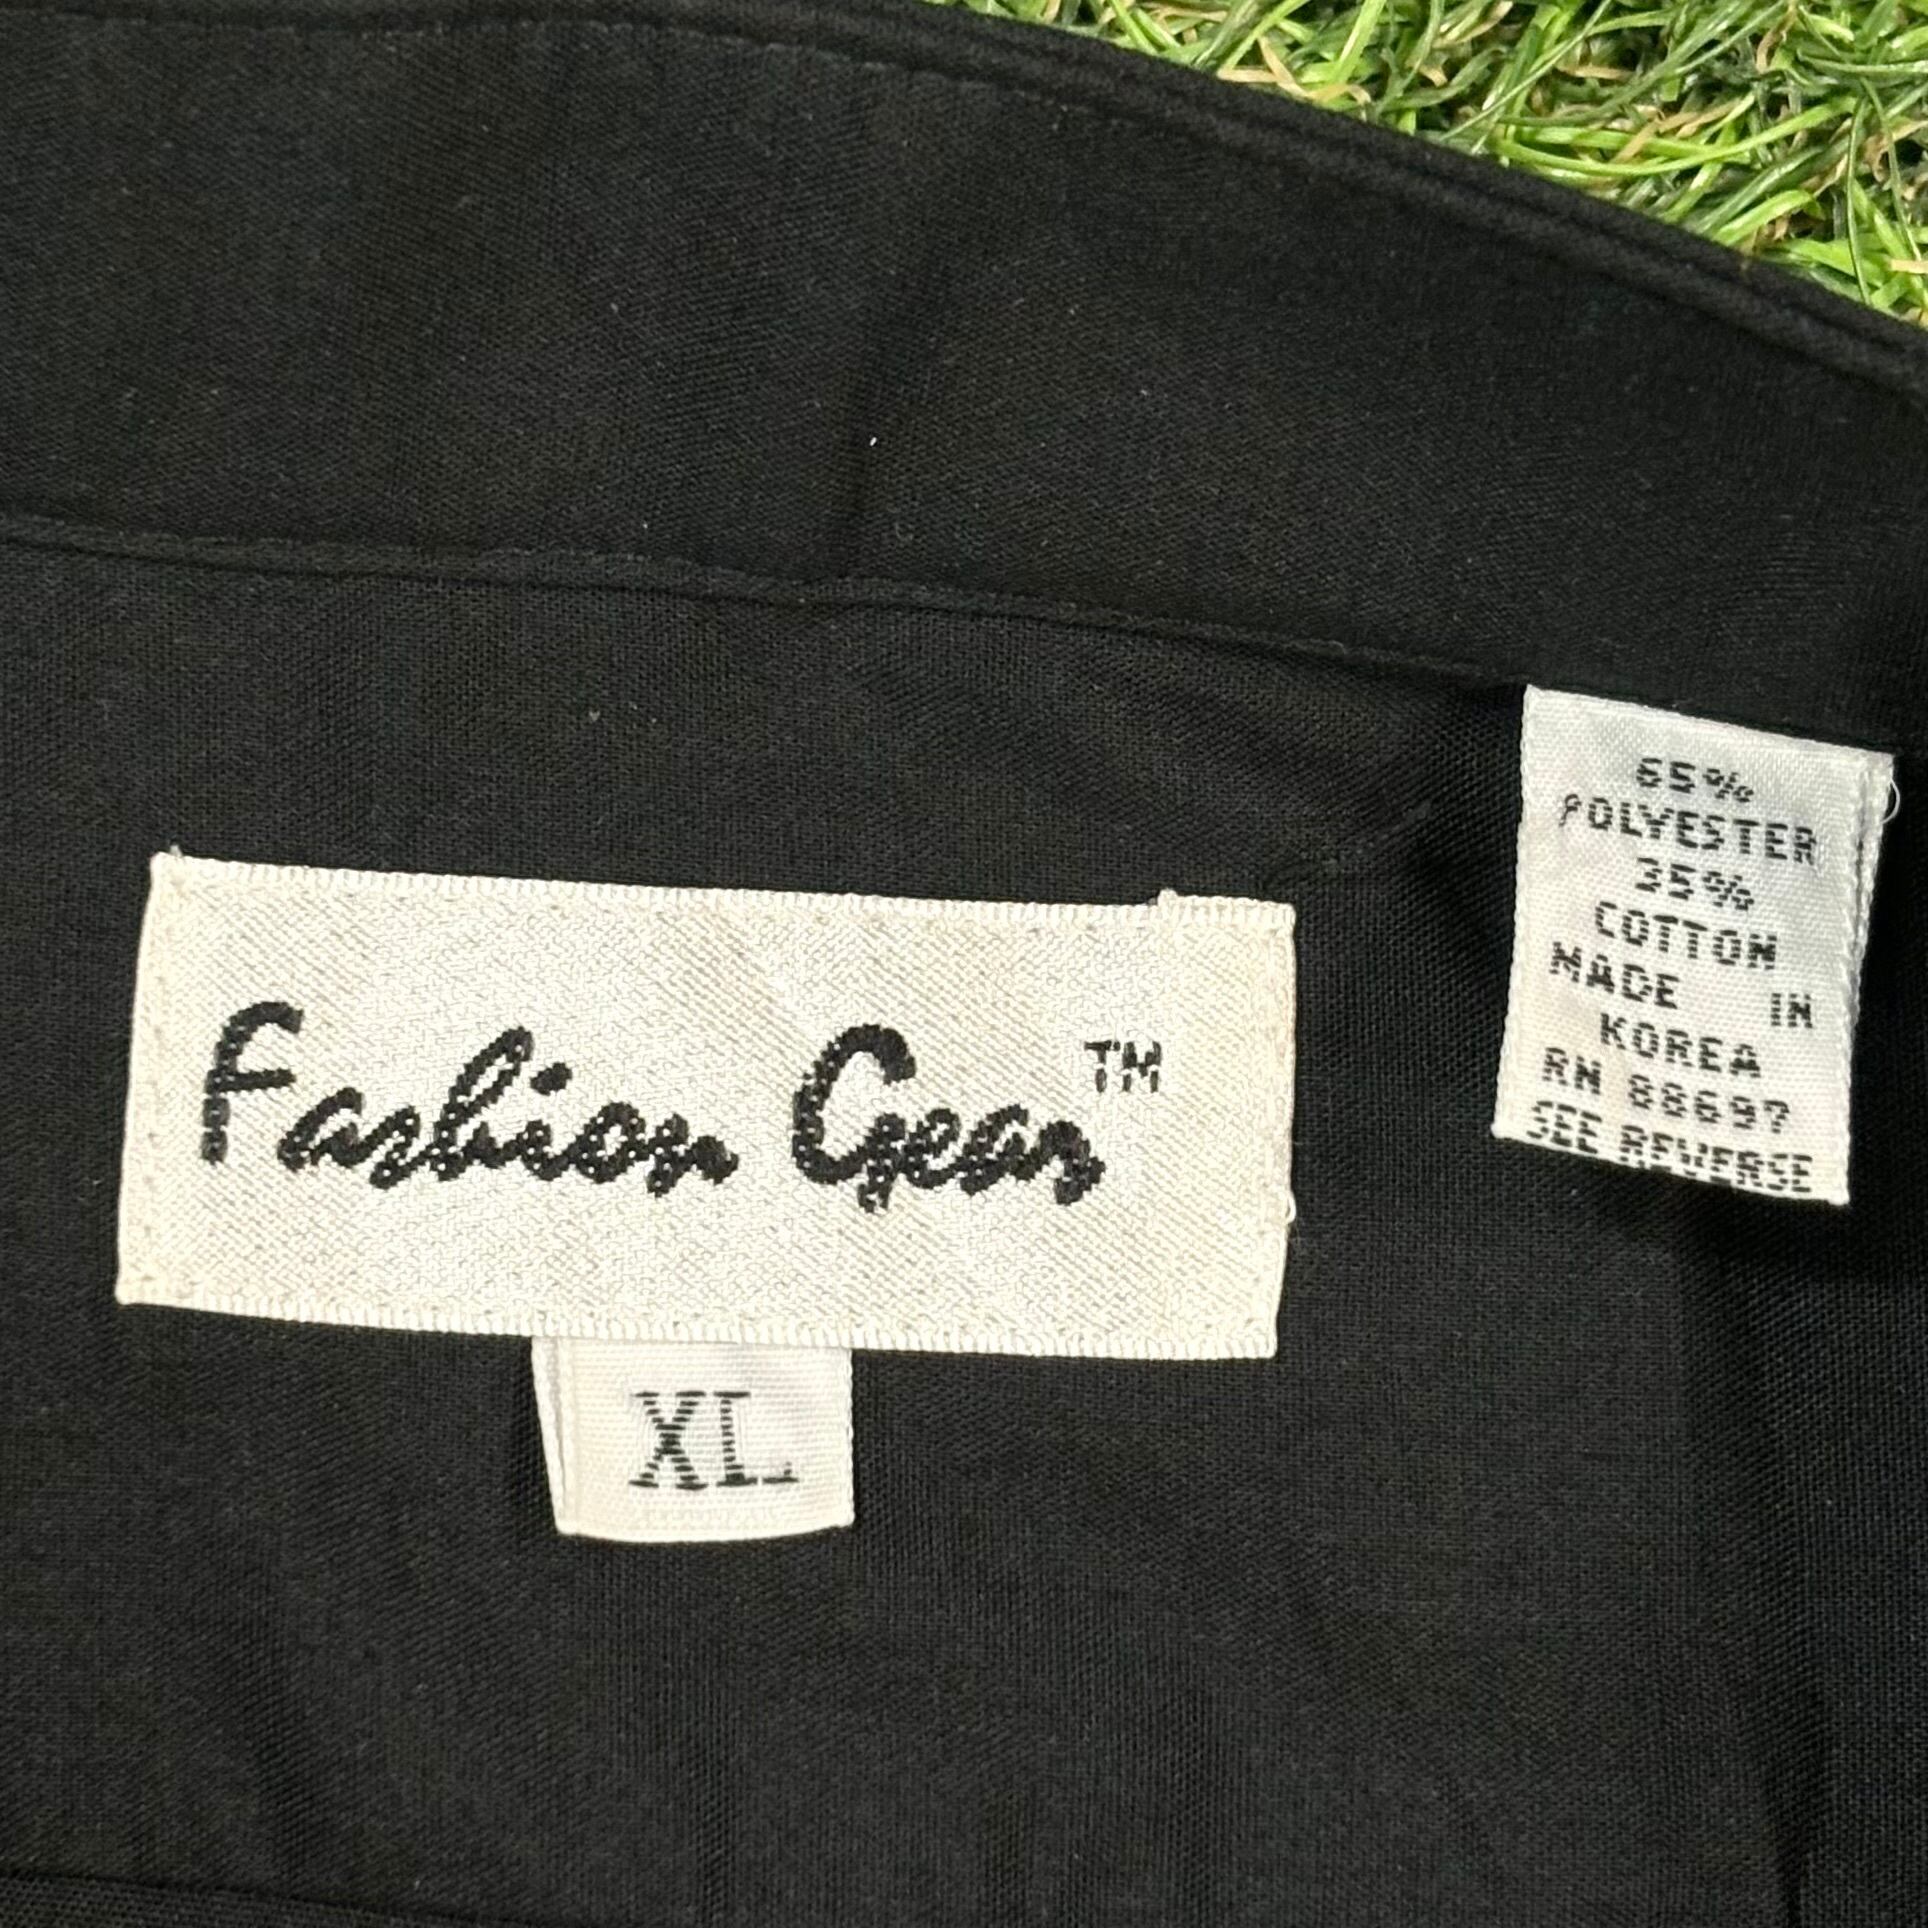 Fashion Gear™
XL
65%
POLYESTER
35%
COTTON
MADE IN
KOREA
RN 88697
SEE REVERSE